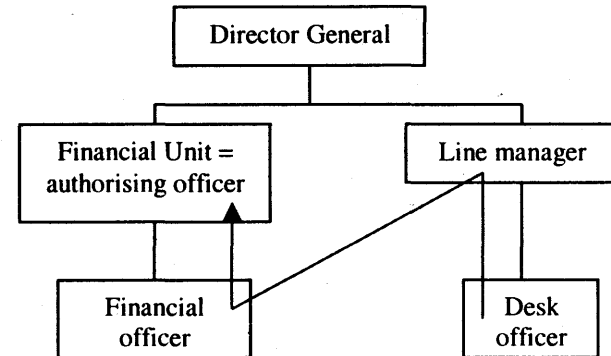 Director General
Financial Unit =
authorising officer
Line manager
Financial
officer
Desk
officer